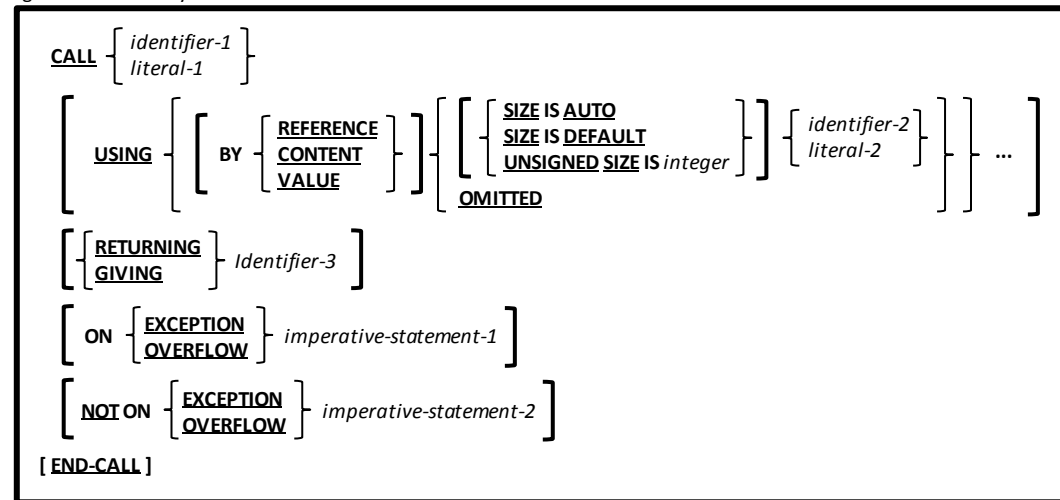 CALL identifier-1
literal-1
USING BY REFERENCE
CONTENT
VALUE
SIZE IS AUTO
SIZE IS DEFAULT
UNSIGNED SIZE IS integer
OMITTED
identifier-2
literal-2
...
RETURNING
GIVING
Identifier-3
ON EXCEPTION
OVERFLOW
imperative-statement-1
NOT ON EXCEPTION
OVERFLOW
imperative-statement-2
[ END-CALL ]